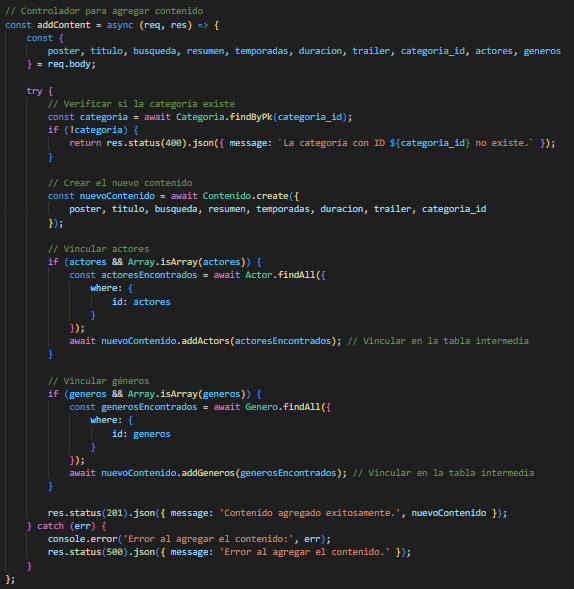 // Controlador para agregar contenido
const addContent = async (req, res) => {
    const {
        poster, titulo, busqueda, resumen, temporadas, duracion, trailer, categoria_id, actores, generos
    } = req.body;

    try {
        // Verificar si la categoría existe
        const categoria = await Categoria.findByPk(categoria_id);
        if (!categoria) {
            return res.status(400).json({ message: `La categoría con ID ${categoria_id} no existe.` });
        }

        // Crear el nuevo contenido
        const nuevoContenido = await Contenido.create({
            poster, titulo, busqueda, resumen, temporadas, duracion, trailer, categoria_id
        });

        // Vincular actores
        if (actores && Array.isArray(actores)) {
            const actoresEncontrados = await Actor.findAll({
                where: {
                    id: actores
                }
            });
            await nuevoContenido.addActors(actoresEncontrados); // Vincular en la tabla intermedia
        }

        // Vincular géneros
        if (generos && Array.isArray(generos)) {
            const generosEncontrados = await Genero.findAll({
                where: {
                    id: generos
                }
            });
            await nuevoContenido.addGeneros(generosEncontrados); // Vincular en la tabla intermedia
        }

        res.status(201).json({ message: 'Contenido agregado exitosamente.', nuevoContenido });
    } catch (err) {
        console.error('Error al agregar el contenido:', err);
        res.status(500).json({ message: 'Error al agregar el contenido.' });
    }
};